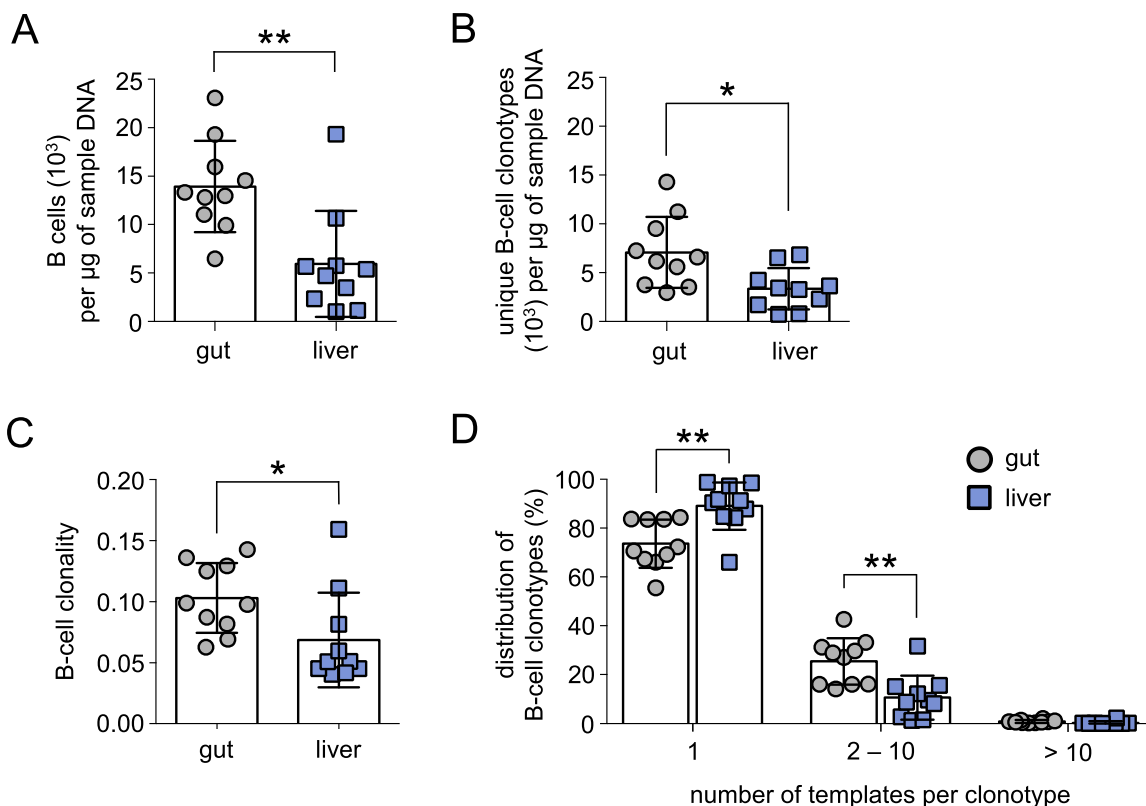 A
**
B cells (10³)
per µg of sample DNA
25
20
15
10
5
0
gut
liver
B
*
unique B-cell clonotypes
(10³) per µg of sample DNA
25
20
15
10
5
0
gut
liver
C
*
B-cell clonality
0.20
0.15
0.10
0.05
0.00
gut
liver
D
**
**
gut
liver
distribution of
B-cell clonotypes (%)
100
80
60
40
20
0
1
2 – 10
> 10
number of templates per clonotype